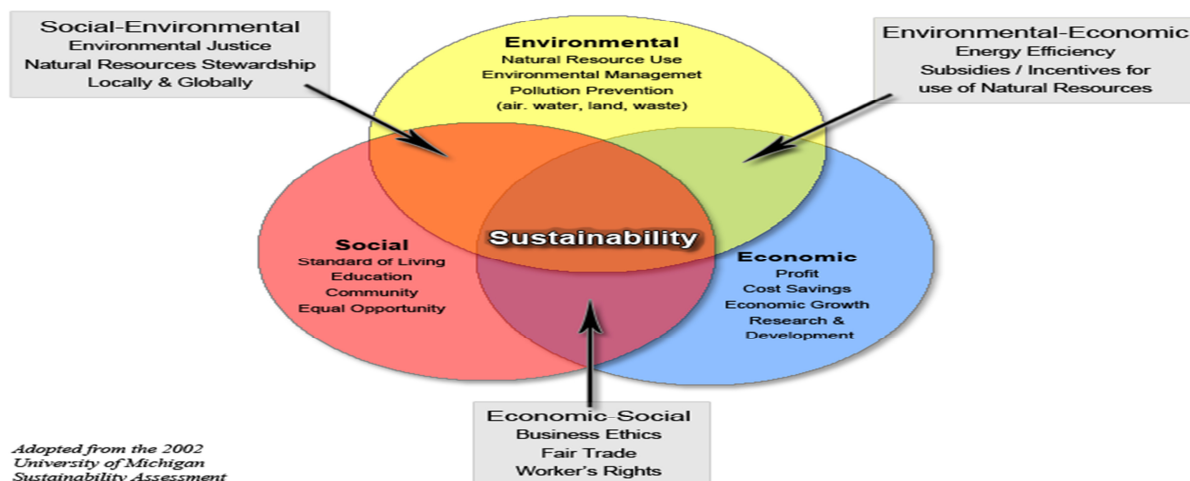 Social-Environmental
Environmental Justice
Natural Resources Stewardship
Locally & Globally
Environmental
Natural Resource Use
Environmental Managemet
Pollution Prevention
(air. water, land, waste)
Environmental-Economic
Energy Efficiency
Subsidies / Incentives for
use of Natural Resources
Sustainability
Social
Standard of Living
Education
Community
Equal Opportunity
Economic
Profit
Cost Savings
Economic Growth
Research &
Development
Economic-Social
Business Ethics
Fair Trade
Worker's Rights
Adopted from the 2002
University of Michigan
Sustainability Assessment